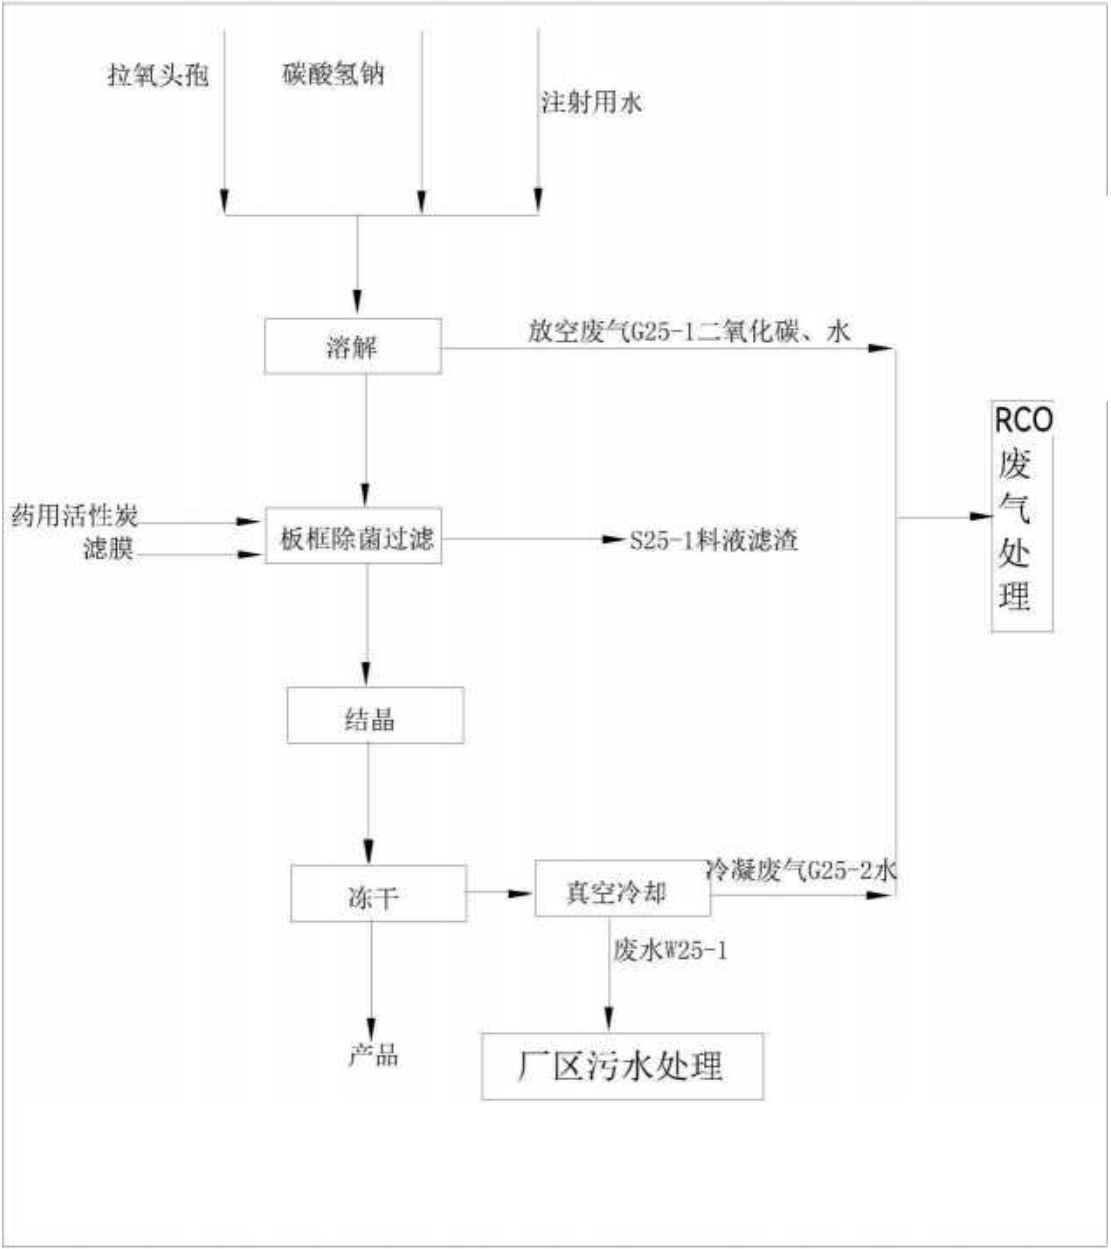 拉氧头孢
碳酸氢钠
注射用水
溶解
放空废气G25-1二氧化碳、水
RCO
废
气
处
理
药用活性炭
滤膜
板框除菌过滤
S25-1料液滤渣
结晶
冻干
真空冷却
冷凝废气G25-2水
废水W25-1
产品
厂区污水处理